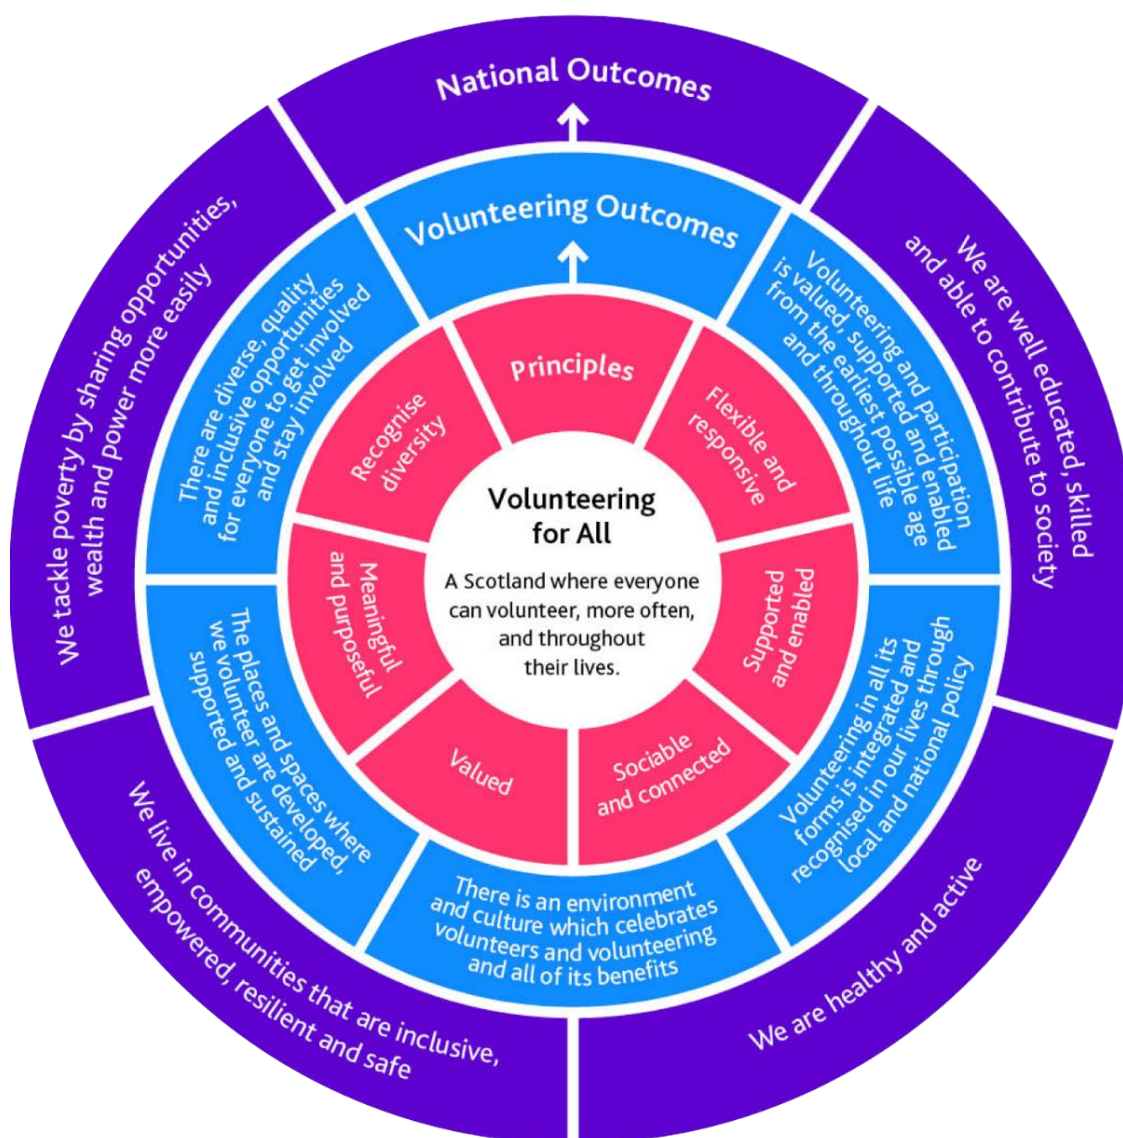 National Outcomes
We are well educated, skilled
and able to contribute to society
We are healthy and active
We live in communities that are inclusive,
empowered, resilient and safe
We tackle poverty by sharing opportunities,
wealth and power more easily
Volunteering Outcomes
Volunteering and participation
is valued, supported and enabled
from the earliest possible age
and throughout life
Volunteering in all its
forms is integrated and
recognised in our lives through
local and national policy
There is an environment
and culture which celebrates
volunteers and volunteering
and all of its benefits
The places and spaces where
we volunteer are developed,
supported and sustained
There are diverse, quality
and inclusive opportunities
for everyone to get involved
and stay involved
Principles
Flexible and
responsive
Supported
and enabled
Sociable
and connected
Valued
Meaningful
and purposeful
Recognise
diversity
Volunteering
for All
A Scotland where everyone
can volunteer, more often,
and throughout
their lives.